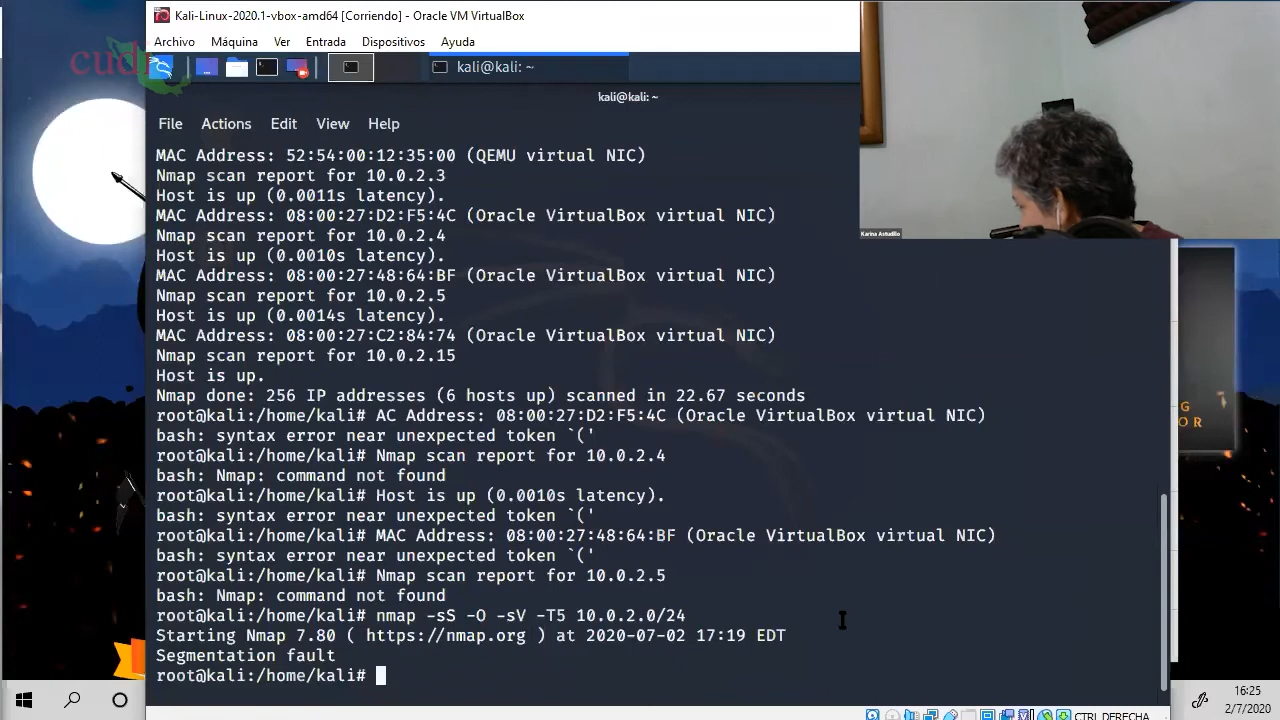 Kali-Linux-2020.1-vbox-amd64 [Corriendo] - Oracle VM VirtualBox
Archivo Máquina Ver Entrada Dispositivos Ayuda
cudi
kali@kali: ~
kali@kali: ~
File Actions Edit View Help
MAC Address: 52:54:00:12:35:00 (QEMU virtual NIC)
Nmap scan report for 10.0.2.3
Host is up (0.0011s latency).
MAC Address: 08:00:27:D2:F5:4C (Oracle VirtualBox virtual NIC)
Nmap scan report for 10.0.2.4
Host is up (0.0010s latency).
MAC Address: 08:00:27:48:64:BF (Oracle VirtualBox virtual NIC)
Nmap scan report for 10.0.2.5
Host is up (0.0014s latency).
MAC Address: 08:00:27:C2:84:74 (Oracle VirtualBox virtual NIC)
Nmap scan report for 10.0.2.15
Host is up.
Nmap done: 256 IP addresses (6 hosts up) scanned in 22.67 seconds
root@kali:/home/kali# AC Address: 08:00:27:D2:F5:4C (Oracle VirtualBox virtual NIC)
bash: syntax error near unexpected token `('
root@kali:/home/kali# Nmap scan report for 10.0.2.4
bash: Nmap: command not found
root@kali:/home/kali# Host is up (0.0010s latency).
bash: syntax error near unexpected token `('
root@kali:/home/kali# MAC Address: 08:00:27:48:64:BF (Oracle VirtualBox virtual NIC)
bash: syntax error near unexpected token `('
root@kali:/home/kali# Nmap scan report for 10.0.2.5
bash: Nmap: command not found
root@kali:/home/kali# nmap -sS -O -sV -T5 10.0.2.0/24
Starting Nmap 7.80 ( https://nmap.org ) at 2020-07-02 17:19 EDT
Segmentation fault
root@kali:/home/kali#
Karina Astudillo
G
OR
CTRL DERECHA
16:25
2/7/2020